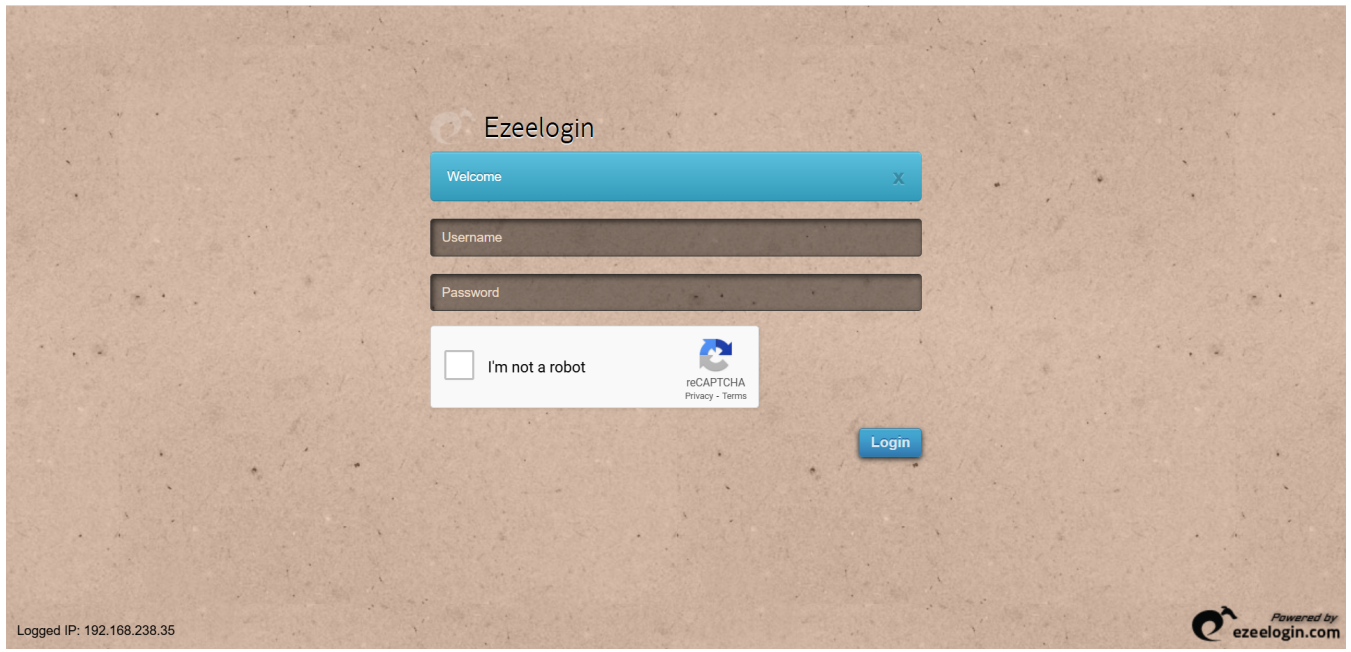 Ezeelogin
Welcome
x
Username
Password
I'm not a robot
reCAPTCHA
Privacy - Terms
Login
Logged IP: 192.168.238.35
Powered by
ezeelogin.com